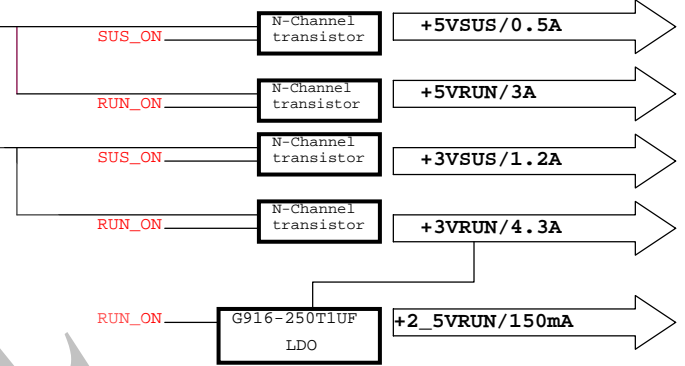 N-Channel
transistor
+5VSUS/0.5A
SUS_ON
N-Channel
transistor
+5VRUN/3A
RUN_ON
N-Channel
transistor
+3VSUS/1.2A
SUS_ON
N-Channel
transistor
+3VRUN/4.3A
RUN_ON
RUN_ON
G916-250T1UF
LDO
+2_5VRUN/150mA